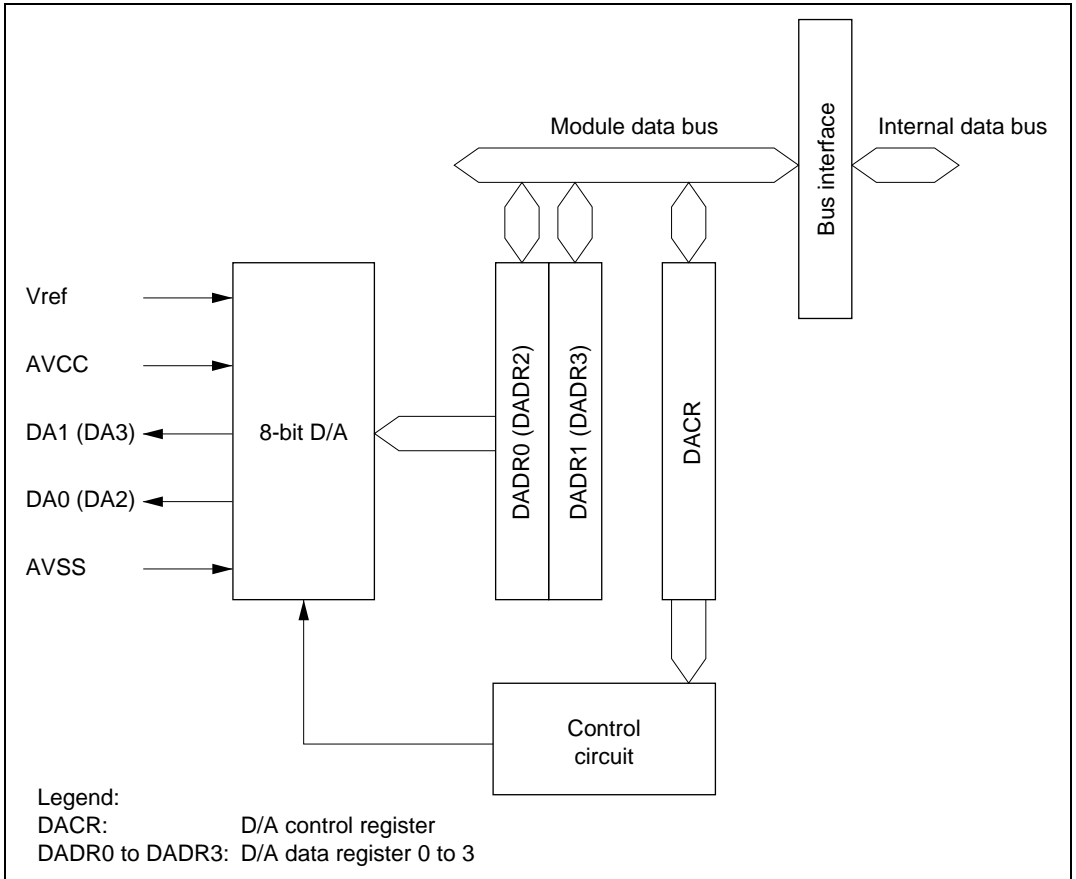 Module data bus
Internal data bus
Bus interface
Vref
AVCC
DA1 (DA3)
DA0 (DA2)
AVSS
8-bit D/A
DADR0 (DADR2)
DADR1 (DADR3)
DACR
Control
circuit
Legend:
DACR: D/A control register
DADR0 to DADR3: D/A data register 0 to 3